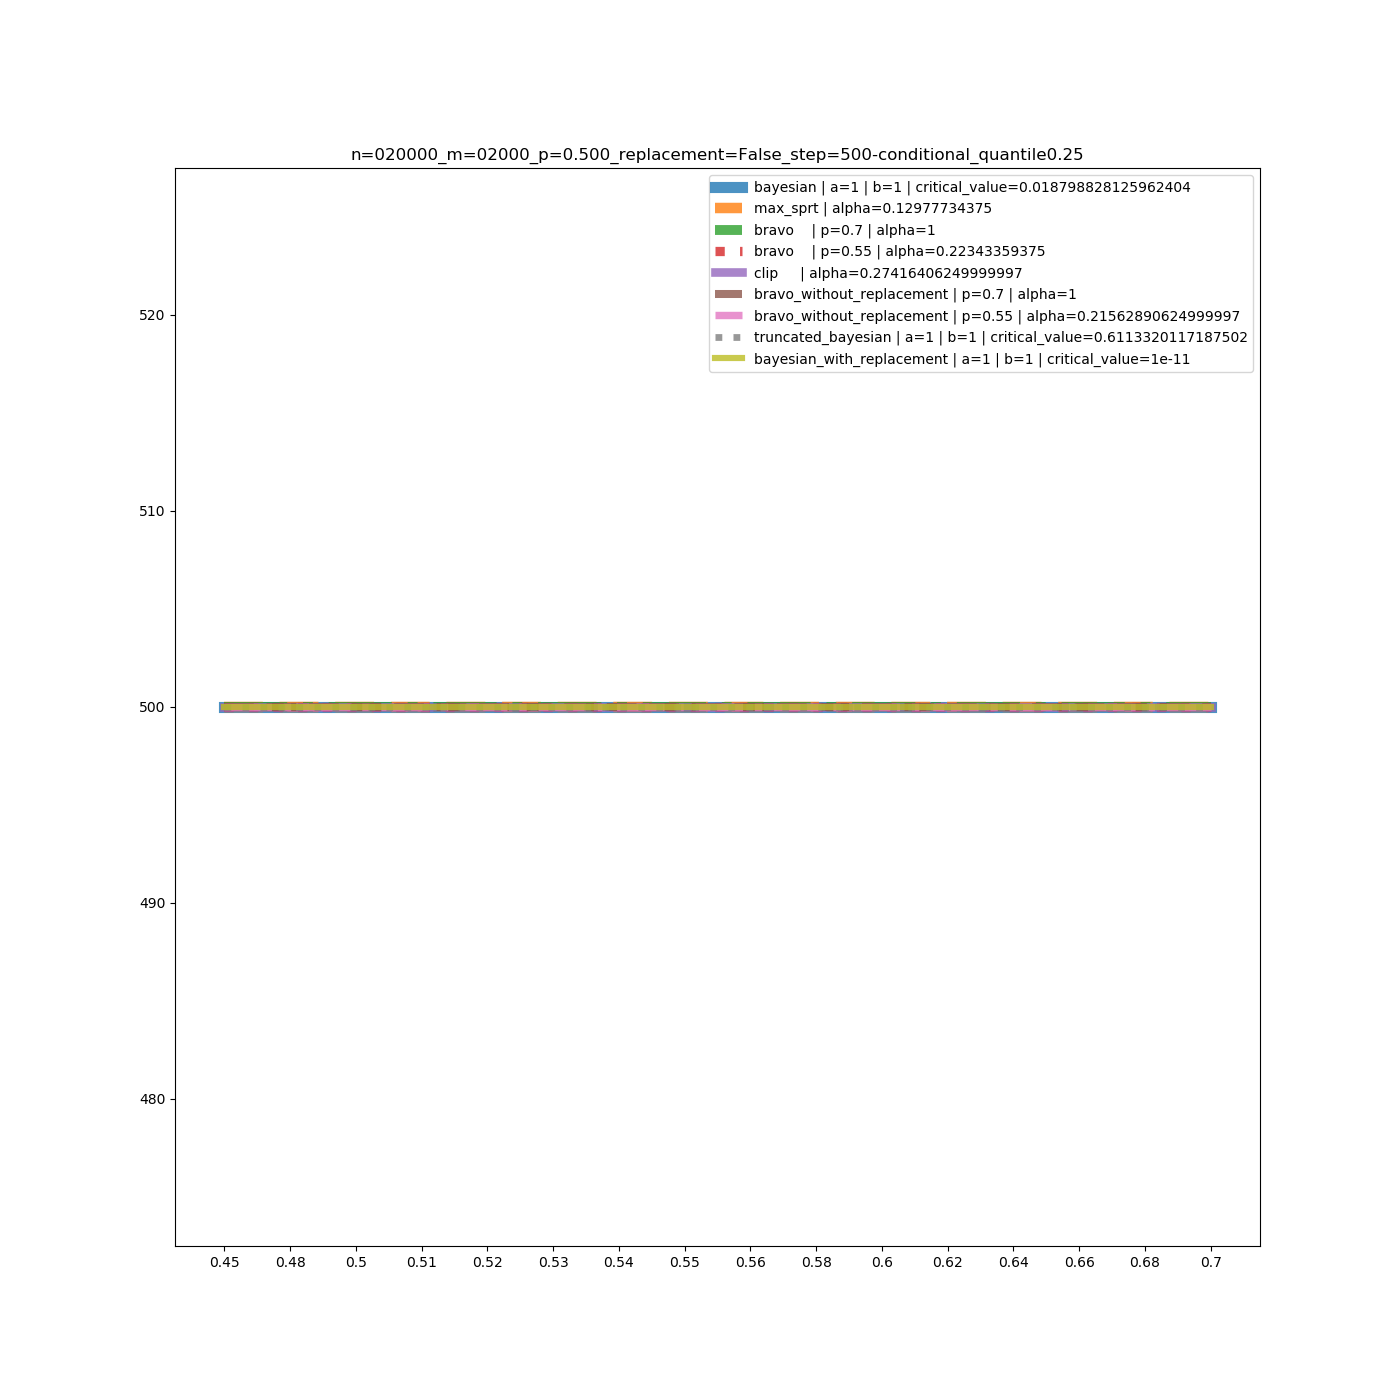 n=020000_m=02000_p=0.500_replacement=False_step=500-conditional_quantile0.25
bayesian | a=1 | b=1 | critical_value=0.018798828125962404
max_sprt | alpha=0.12977734375
bravo    | p=0.7 | alpha=1
bravo    | p=0.55 | alpha=0.22343359375
clip     | alpha=0.27416406249999997
bravo_without_replacement | p=0.7 | alpha=1
bravo_without_replacement | p=0.55 | alpha=0.21562890624999997
truncated_bayesian | a=1 | b=1 | critical_value=0.6113320117187502
bayesian_with_replacement | a=1 | b=1 | critical_value=1e-11
520
510
500
490
480
0.45 0.48 0.5 0.51 0.52 0.53 0.54 0.55 0.56 0.58 0.6 0.62 0.64 0.66 0.68 0.7